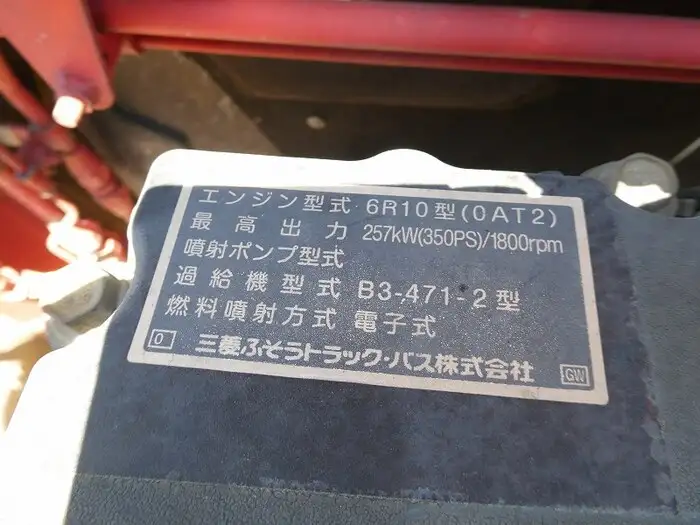 エンジン型式 6R10型(0AT2)
最高出力 257kW(350PS)/1800rpm
噴射ポンプ型式
過給機型式 B3-471-2型
燃料噴射方式 電子式
0 三菱ふそうトラック・バス株式会社 GW